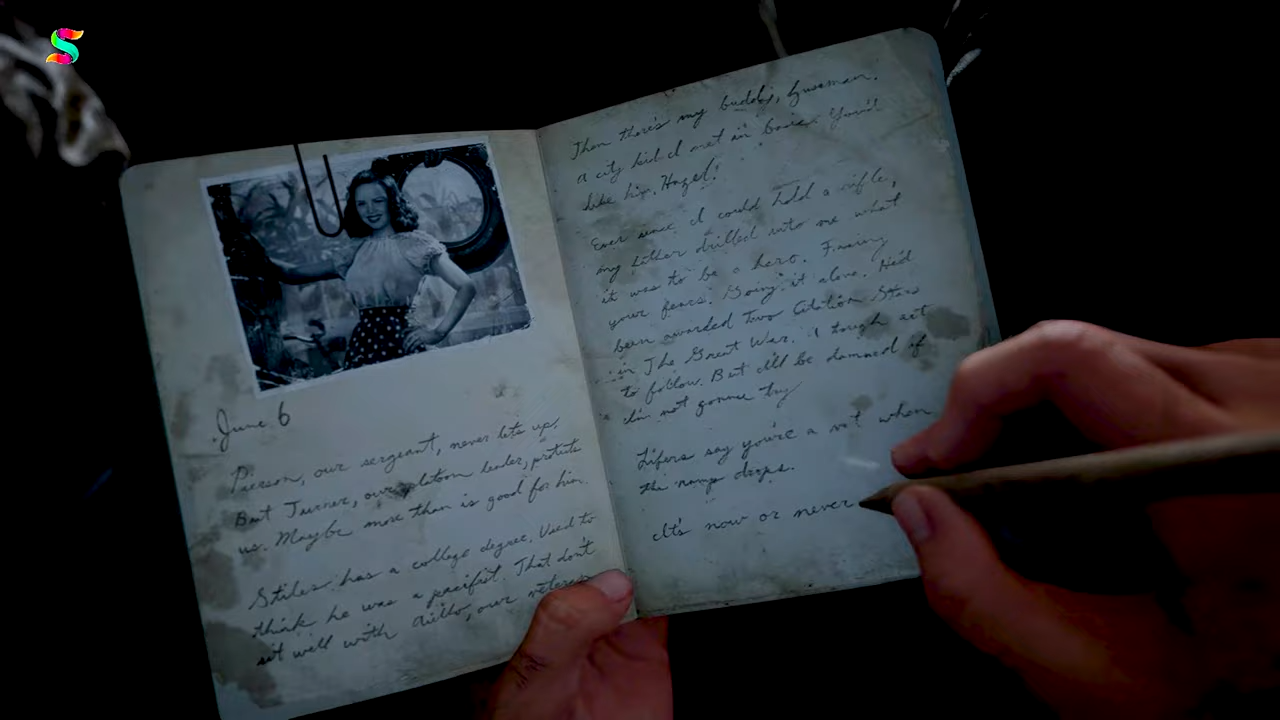 June 6
Pierson, our sergeant, never lets up.
But Turner, our platoon leader, protects
us. Maybe more than is good for him.
Stiles has a college degree. Used to
think he was a pacifist. That don't
sit well with Aiello, our veteran
Then there's my buddy, Zussman.
A city kid I met in basic. You'd
like him, Hazel!
Ever since I could hold a rifle,
my father drilled into me what
it was to be a hero. Facing
your fears. Going it alone. He'd
been awarded two Citation Stars
in The Great War. A tough act
to follow. But I'll be damned if
I'm not gonna try
Lifers say you're a vet when
the ramp drops.
It's now or never